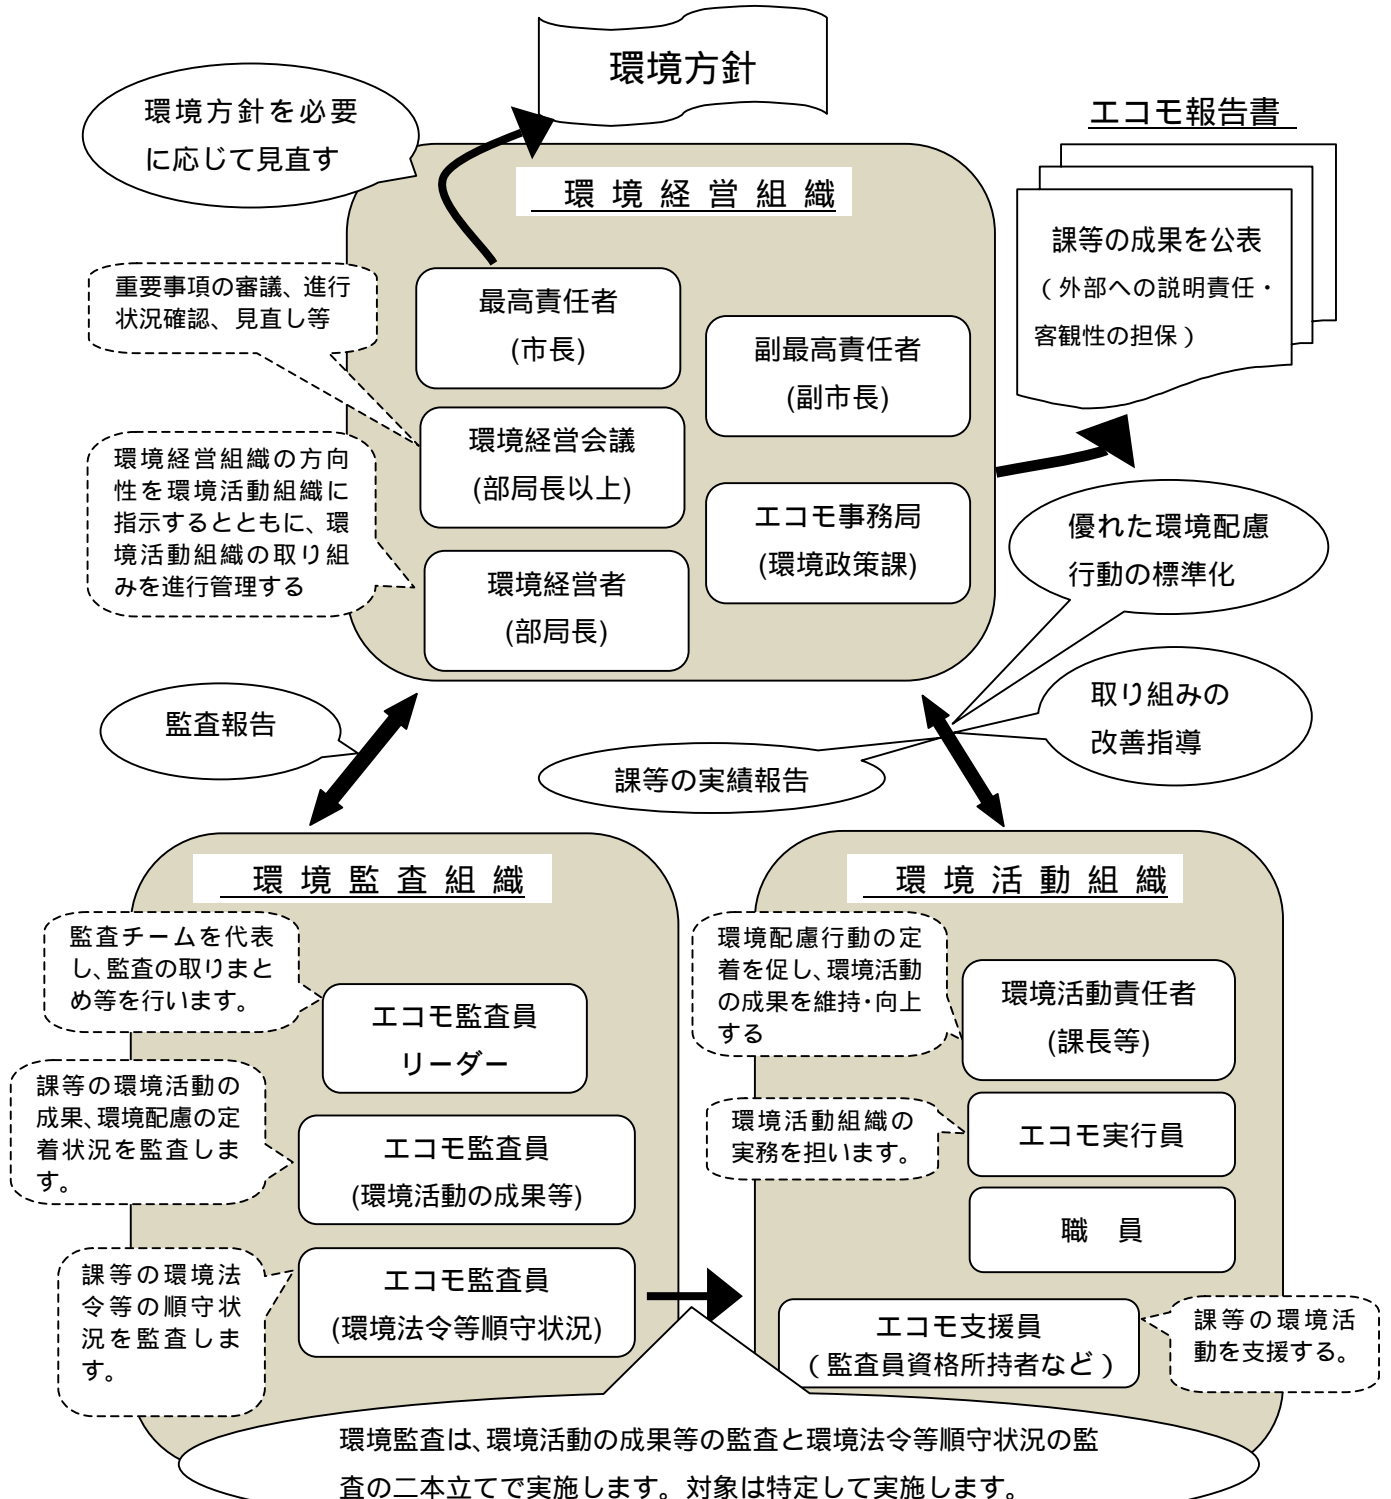 環境方針
環境方針を必要
に応じて見直す
エコモ報告書
環境経営組織
課等の成果を公表
（外部への説明責任・
客観性の担保）
重要事項の審議、進行
状況確認、見直し等
最高責任者
(市長)
副最高責任者
(副市長)
環境経営組織の方向
性を環境活動組織に
指示するとともに、環
境活動組織の取り組
みを進行管理する
環境経営会議
(部局長以上)
エコモ事務局
(環境政策課)
環境経営者
(部局長)
優れた環境配慮
行動の標準化
監査報告
取り組みの
改善指導
課等の実績報告
環境監査組織
監査チームを代表
し、監査の取りまと
め等を行います。
エコモ監査員
リーダー
課等の環境活動の
成果、環境配慮の定
着状況を監査しま
す。
エコモ監査員
(環境活動の成果等)
課等の環境法
令等の順守状
況を監査しま
す。
エコモ監査員
(環境法令等順守状況)
環境活動組織
環境配慮行動の定
着を促し、環境活動
の成果を維持・向上
する
環境活動責任者
(課長等)
環境活動組織の
実務を担います。
エコモ実行員
職　員
エコモ支援員
（監査員資格所持者など）
課等の環境活
動を支援する。
環境監査は、環境活動の成果等の監査と環境法令等順守状況の監
査の二本立てで実施します。対象は特定して実施します。